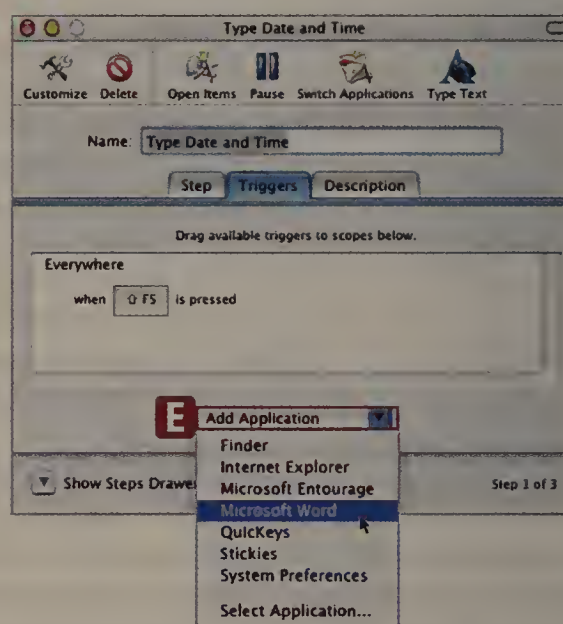 Type Date and Time
Customize Delete Open Items Pause Switch Applications Type Text
Name: Type Date and Time
Step Triggers Description
Drag available triggers to scopes below.
Everywhere
when ⇧ F5 is pressed
E Add Application
Finder
Internet Explorer
Show Steps Drawe
Microsoft Entourage
Step 1 of 3
Microsoft Word
QuicKeys
Stickies
System Preferences
Select Application...